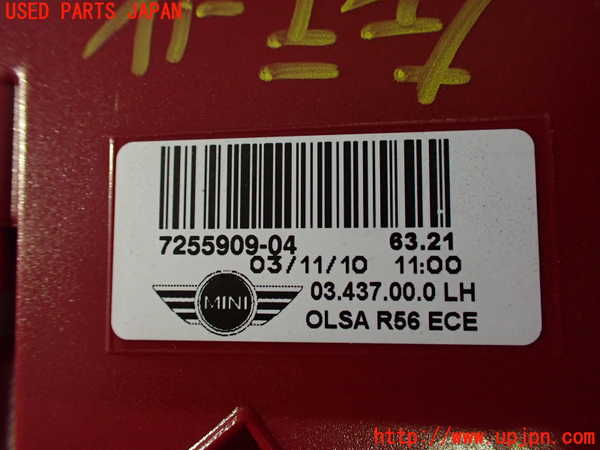 USED PARTS JAPAN
7255909-04 63.21
03/11/10 11:00
MINI
03.437.00.0 LH
OLSA R56 ECE
#86972
http://www.upjpn.com/